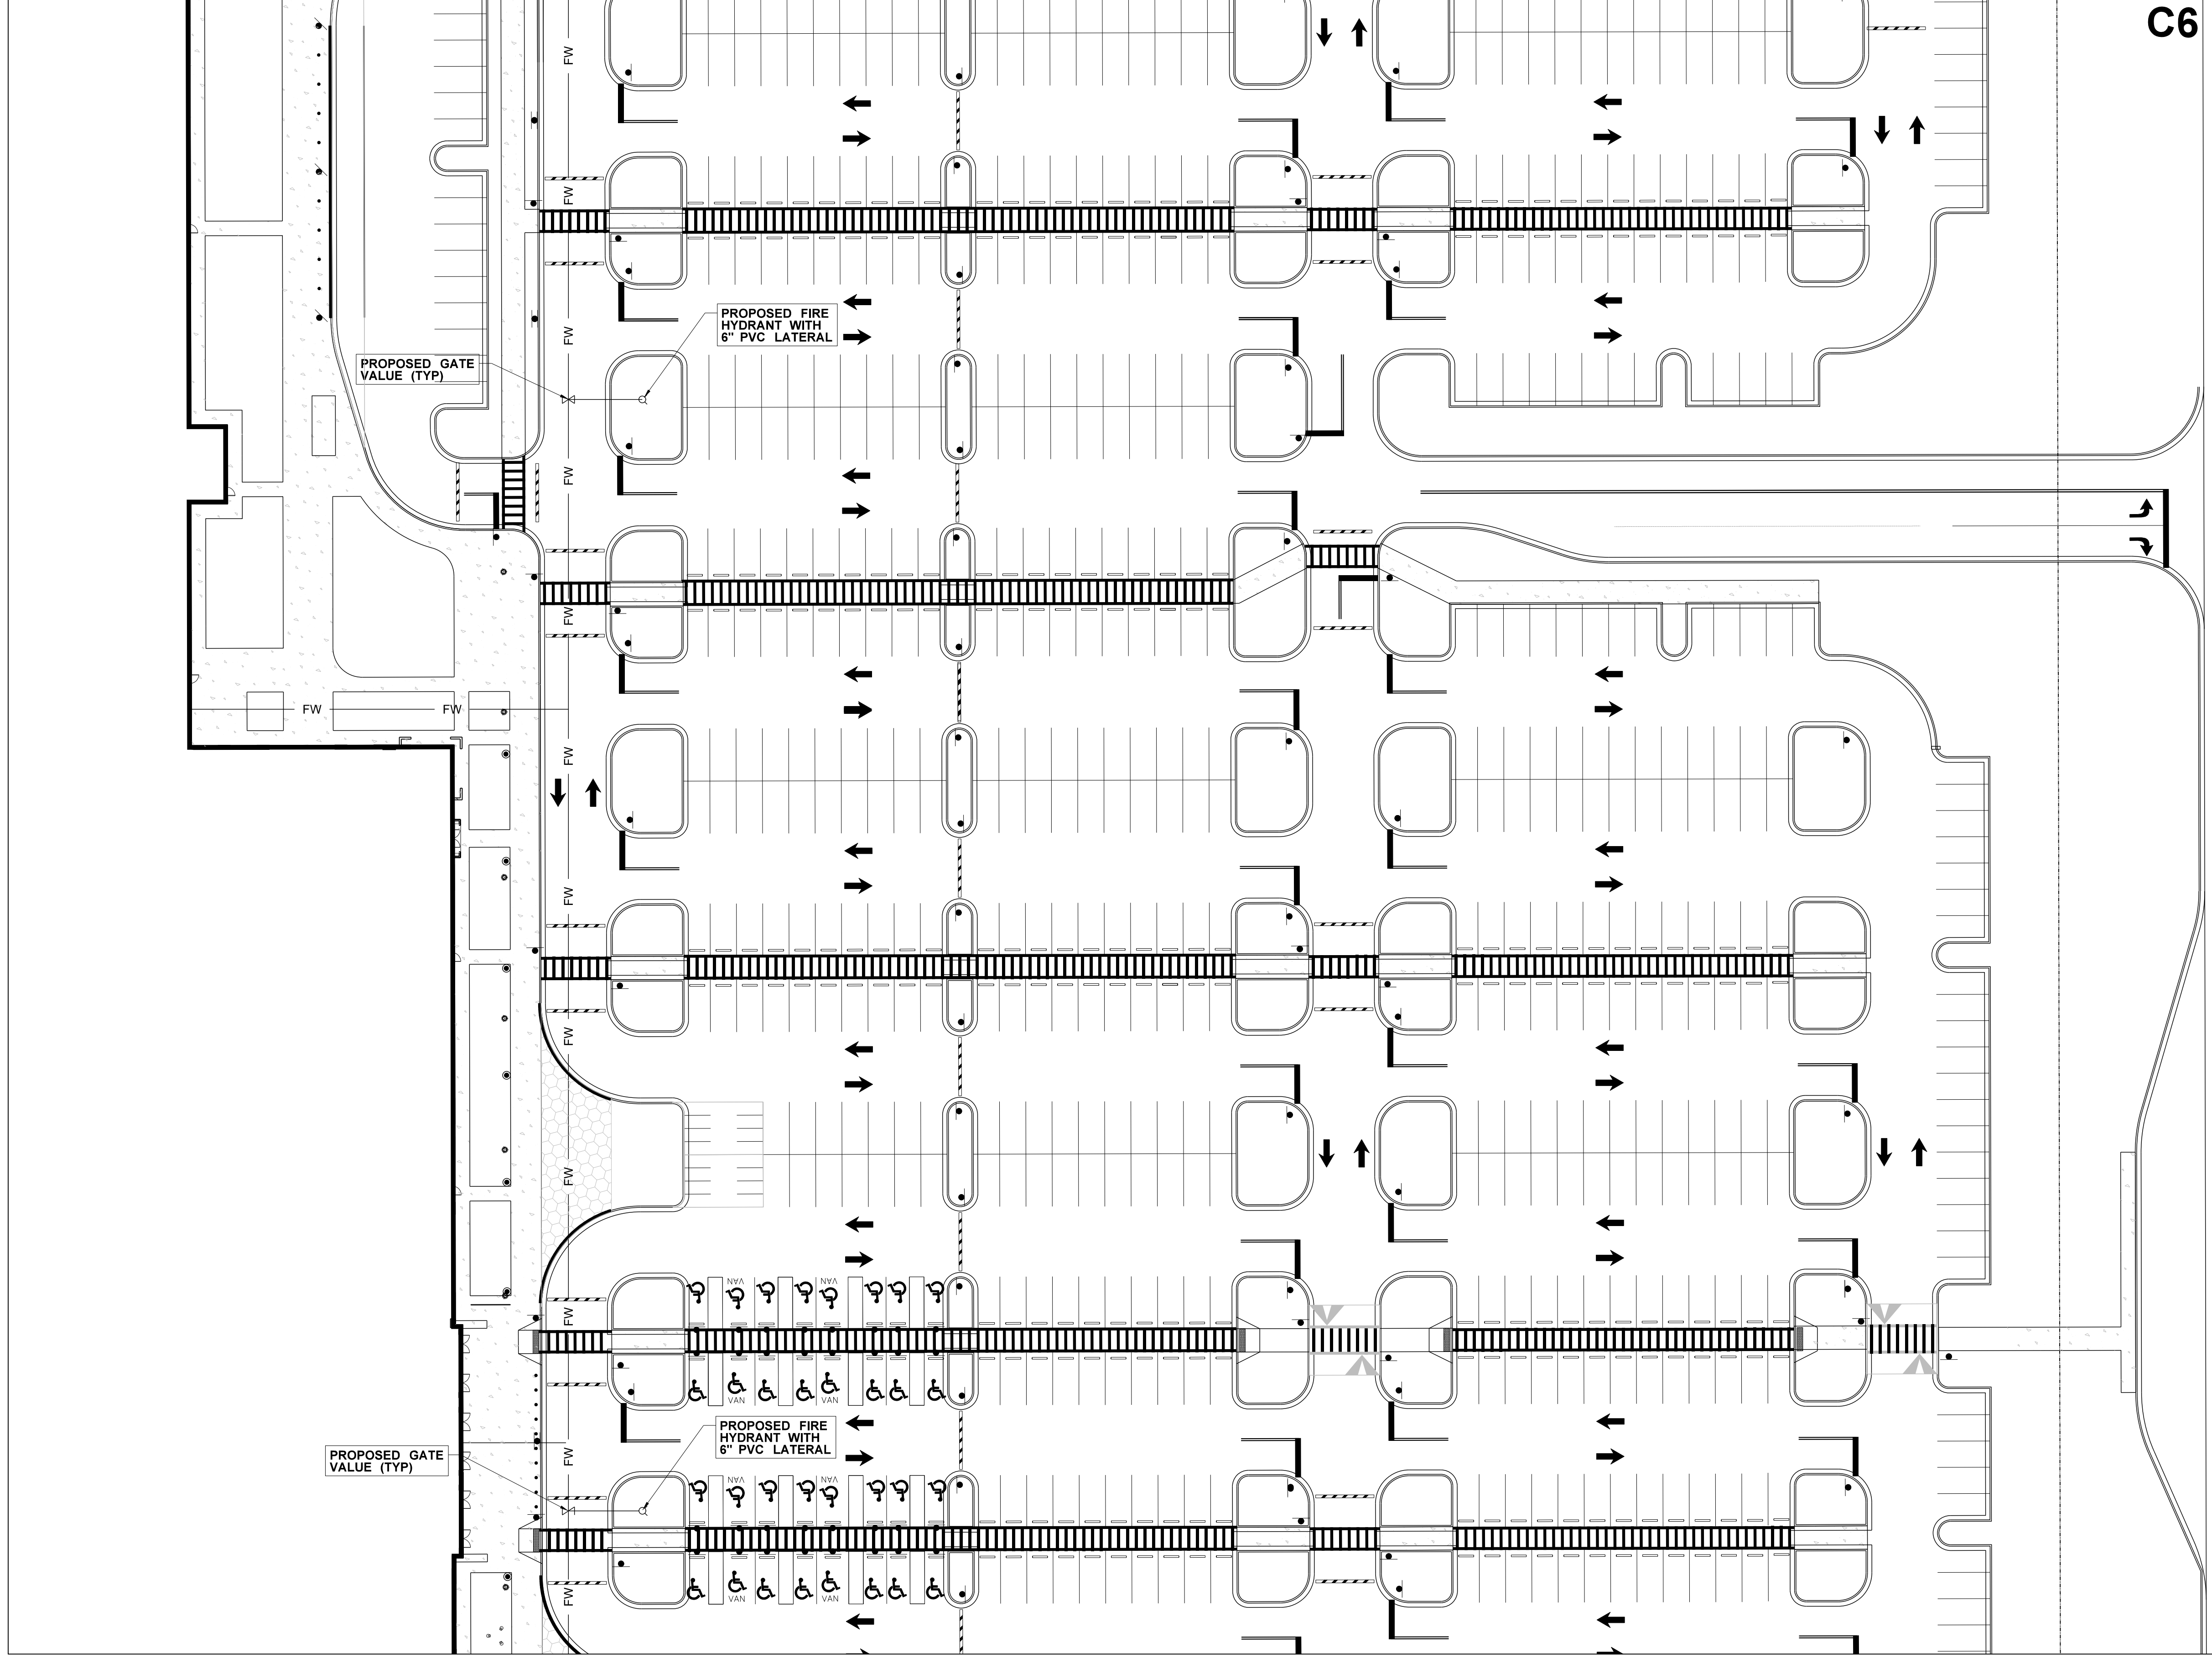 C6
FW
FW
PROPOSED FIRE
HYDRANT WITH
6" PVC LATERAL
FW
PROPOSED GATE
VALUE (TYP)
FW
FW
FW
FW
FW
FW
FW
FW
VAN
VAN
FW
VAN
VAN
PROPOSED FIRE
HYDRANT WITH
6" PVC LATERAL
FW
PROPOSED GATE
VALUE (TYP)
VAN
VAN
VAN
VAN
FW